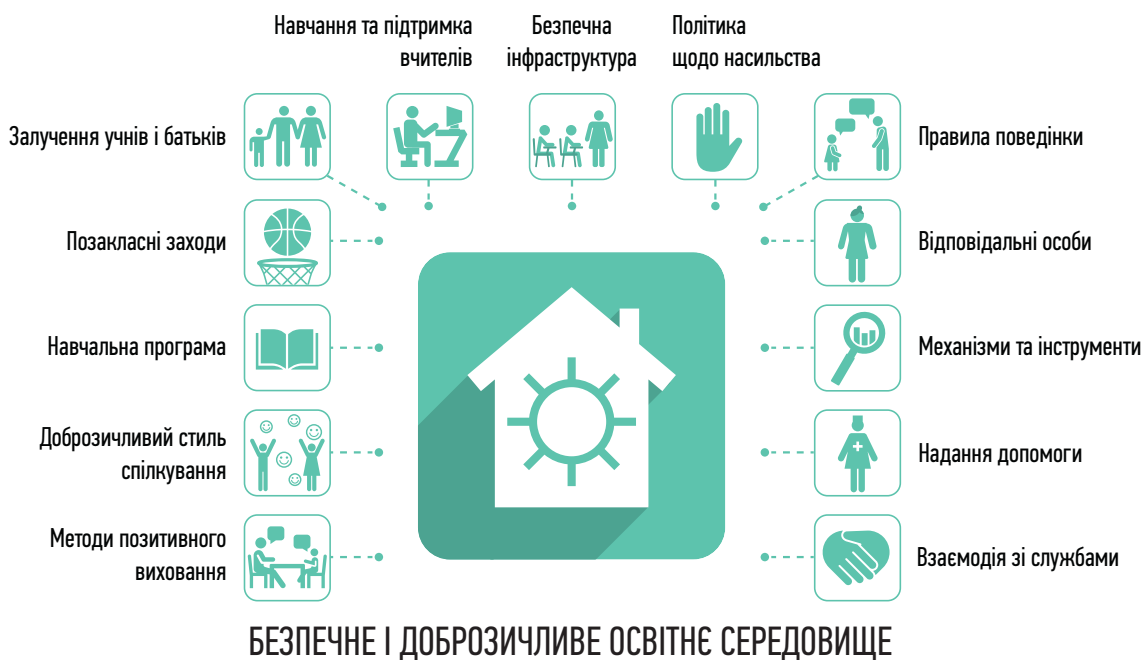 Навчання та підтримка
вчителів
Безпечна
інфраструктура
Політика
щодо насильства
Залучення учнів і батьків
Правила поведінки
Позакласні заходи
Відповідальні особи
Навчальна програма
Механізми та інструменти
Доброзичливий стиль
спілкування
Надання допомоги
Методи позитивного
виховання
Взаємодія зі службами
БЕЗПЕЧНЕ І ДОБРОЗИЧЛИВЕ ОСВІТНЄ СЕРЕДОВИЩЕ